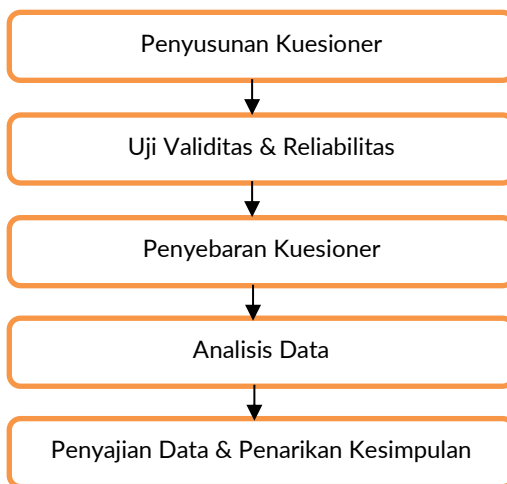 Penyusunan Kuesioner
Uji Validitas & Reliabilitas
Penyebaran Kuesioner
Analisis Data
Penyajian Data & Penarikan Kesimpulan